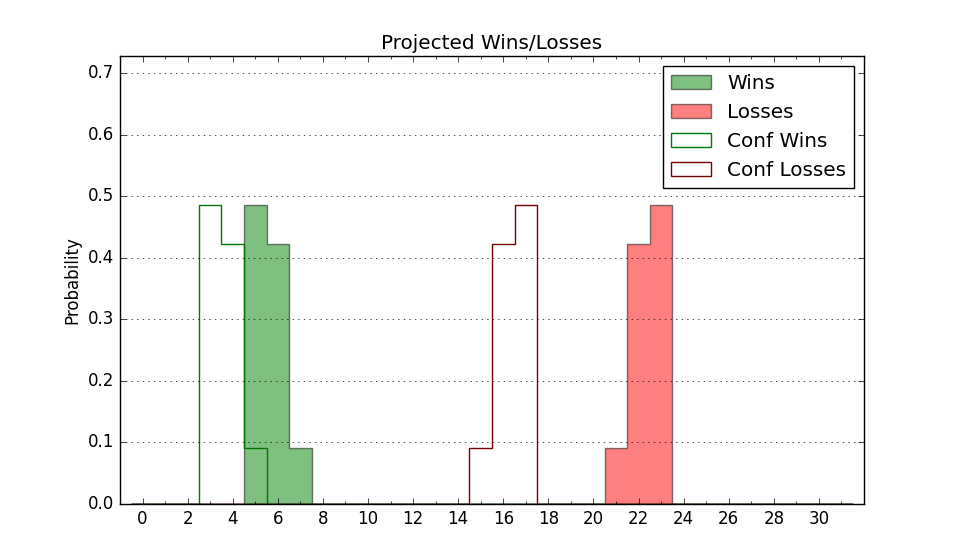 Projected Wins/Losses
0.7
0.6
0.5
0.4
0.3
0.2
0.1
0.0
Probability
Wins
Losses
Conf Wins
Conf Losses
0 2 4 6 8 10 12 14 16 18 20 22 24 26 28 30